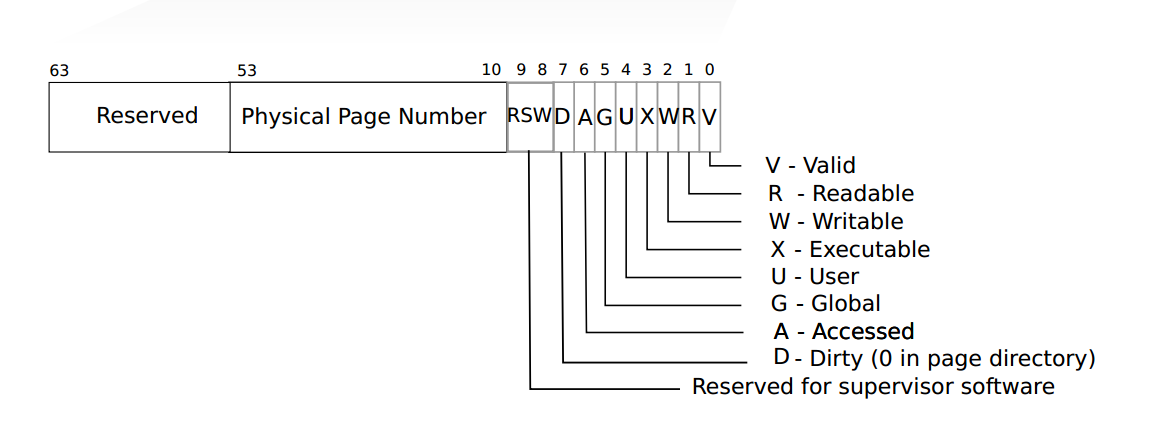 63 53 10 9 8 7 6 5 4 3 2 1 0
Reserved Physical Page Number RSW D A G U X W R V
V - Valid
R - Readable
W - Writable
X - Executable
U - User
G - Global
A - Accessed
D - Dirty (0 in page directory)
Reserved for supervisor software